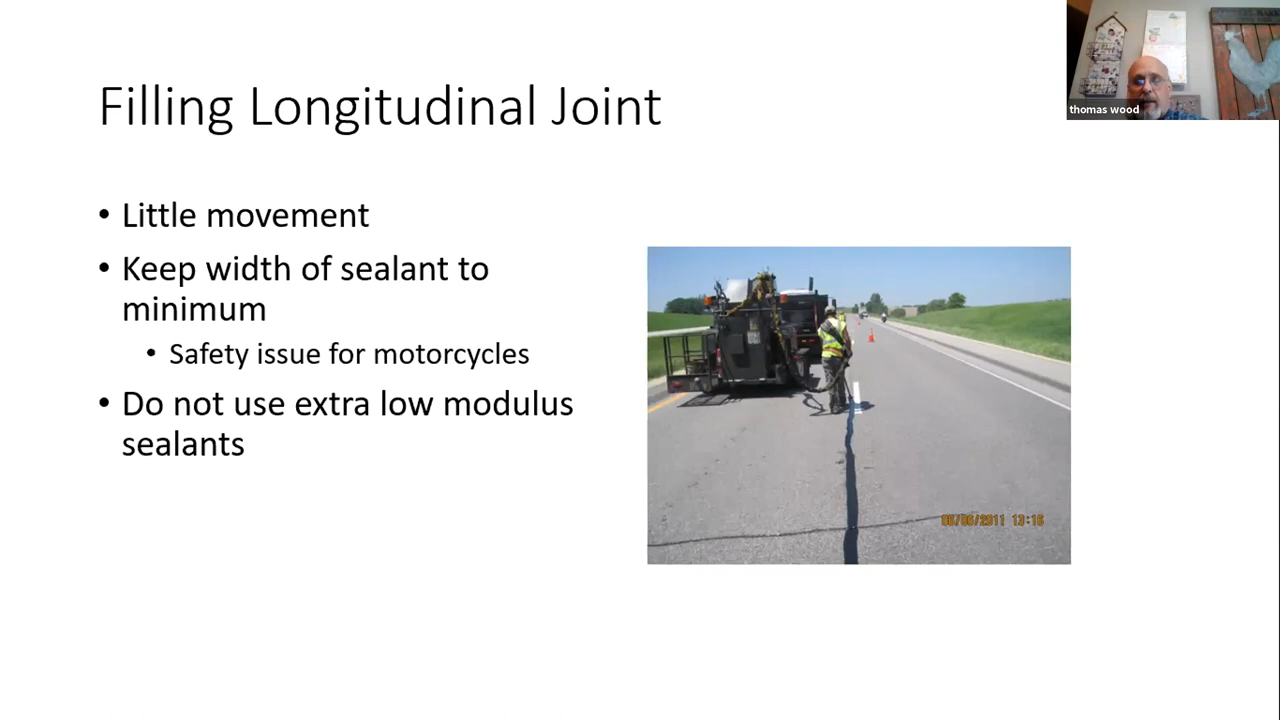 Filling Longitudinal Joint
thomas wood
• Little movement
• Keep width of sealant to
minimum
• Safety issue for motorcycles
• Do not use extra low modulus
sealants